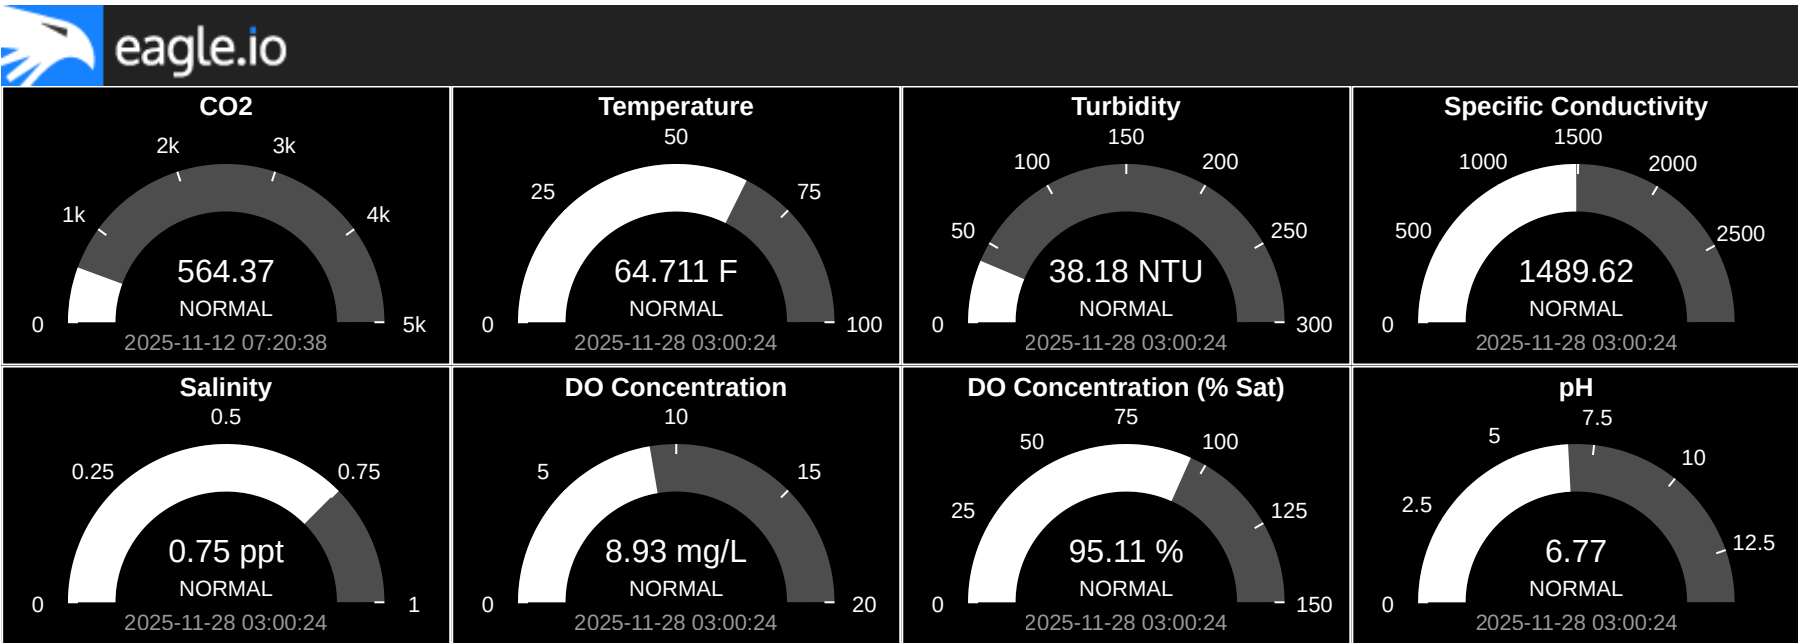 eagle.io
CO2
0
1k
2k
3k
4k
5k
564.37
NORMAL
2025-11-12 07:20:38
Temperature
0
25
50
75
100
64.711 F
NORMAL
2025-11-28 03:00:24
Turbidity
0
50
100
150
200
250
300
38.18 NTU
NORMAL
2025-11-28 03:00:24
Specific Conductivity
0
500
1000
1500
2000
2500
1489.62
NORMAL
2025-11-28 03:00:24
Salinity
0
0.25
0.5
0.75
1
0.75 ppt
NORMAL
2025-11-28 03:00:24
DO Concentration
0
5
10
15
20
8.93 mg/L
NORMAL
2025-11-28 03:00:24
DO Concentration (% Sat)
0
25
50
75
100
125
150
95.11 %
NORMAL
2025-11-28 03:00:24
pH
0
2.5
5
7.5
10
12.5
6.77
NORMAL
2025-11-28 03:00:24